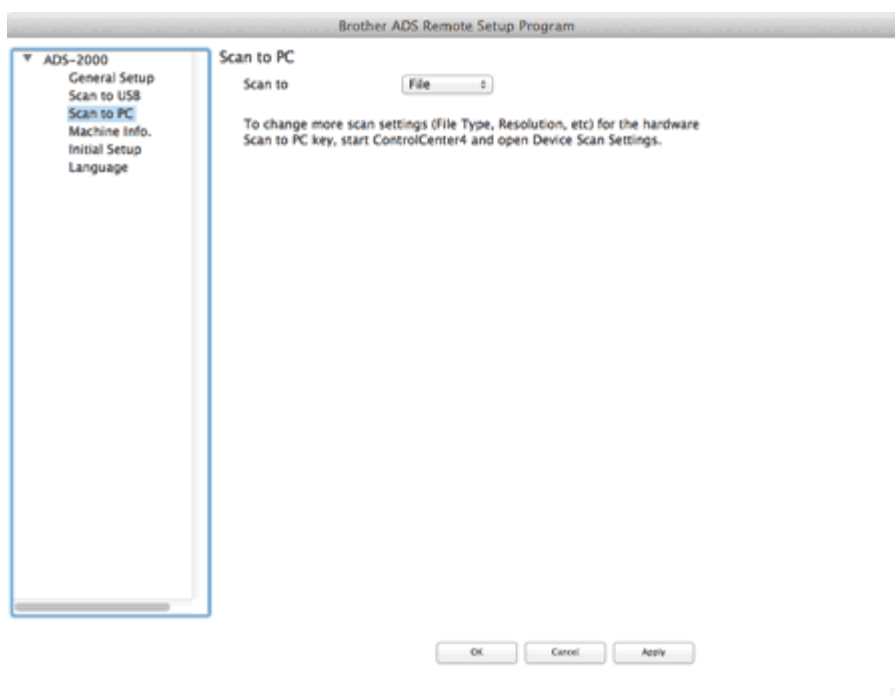 Brother ADS Remote Setup Program
ADS-2000
General Setup
Scan to USB
Scan to PC
Machine Info.
Initial Setup
Language
Scan to PC
Scan to File
To change more scan settings (File Type, Resolution, etc) for the hardware
Scan to PC key, start ControlCenter4 and open Device Scan Settings.
OK Cancel Apply